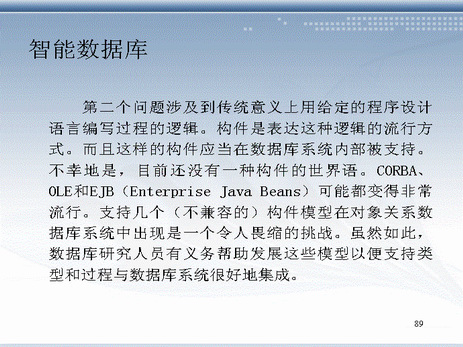 智能数据库
第二个问题涉及到传统意义上用给定的程序设计
语言编写过程的逻辑。构件是表达这种逻辑的流行方
式。而且这样的构件应当在数据库系统内部被支持。
不幸地是，目前还没有一种构件的世界语。CORBA、
OLE和EJB（Enterprise Java Beans）可能都变得非常
流行。支持几个（不兼容的）构件模型在对象关系数
据库系统中出现是一个令人畏缩的挑战。虽然如此，
数据库研究人员有义务帮助发展这些模型以便支持类
型和过程与数据库系统很好地集成。
89